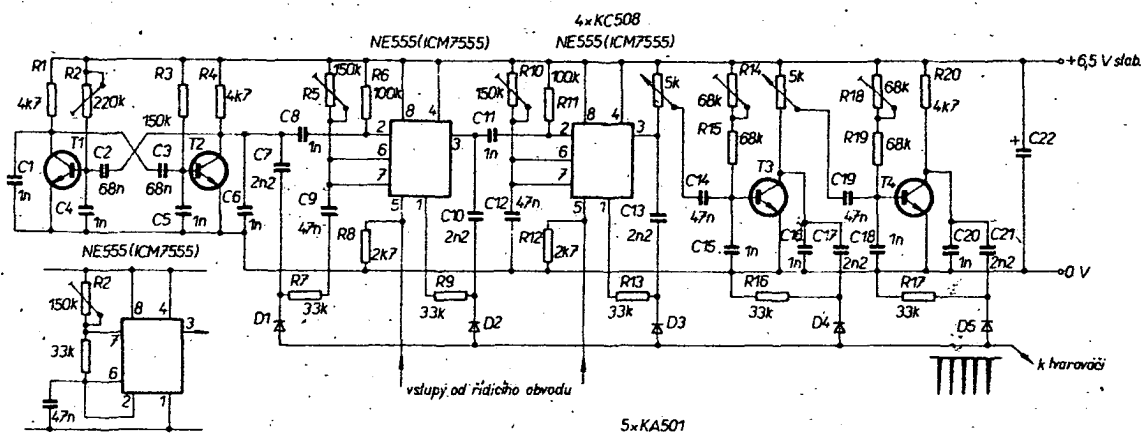 4xKC508
NE555(ICM7555)
NE555(ICM7555)
+6,5 V stab.
R1
4k7
R2
220k
R3
150k
R4
4k7
T1
T2
C1
1n
C2
68n
C3
68n
C4
1n
C5
1n
C6
1n
C7
2n2
C8
1n
150k
R5
R6
100k
8
4
2
3
6
7
5
1
C9
47n
R8
2k7
R7
33k
C10
2n2
R9
33k
C11
1n
R10
150k
100k
R11
8
4
2
3
6
7
5
1
C12
47n
R12
2k7
C13
2n2
R13
33k
5k
C14
47n
R14
68k
R15
68k
C15
1n
T3
5k
C16
1n
C17
2n2
R16
33k
C19
47n
R18
68k
R19
68k
C18
1n
T4
R20
4k7
C20
1n
C21
2n2
R17
33k
C22
+
0 V
D1
D2
D3
D4
D5
NE555(ICM7555)
R2
150k
33k
47n
8
4
3
7
6
2
1
vstupy od řídicího obvodu
k tvarovači
5xKA501